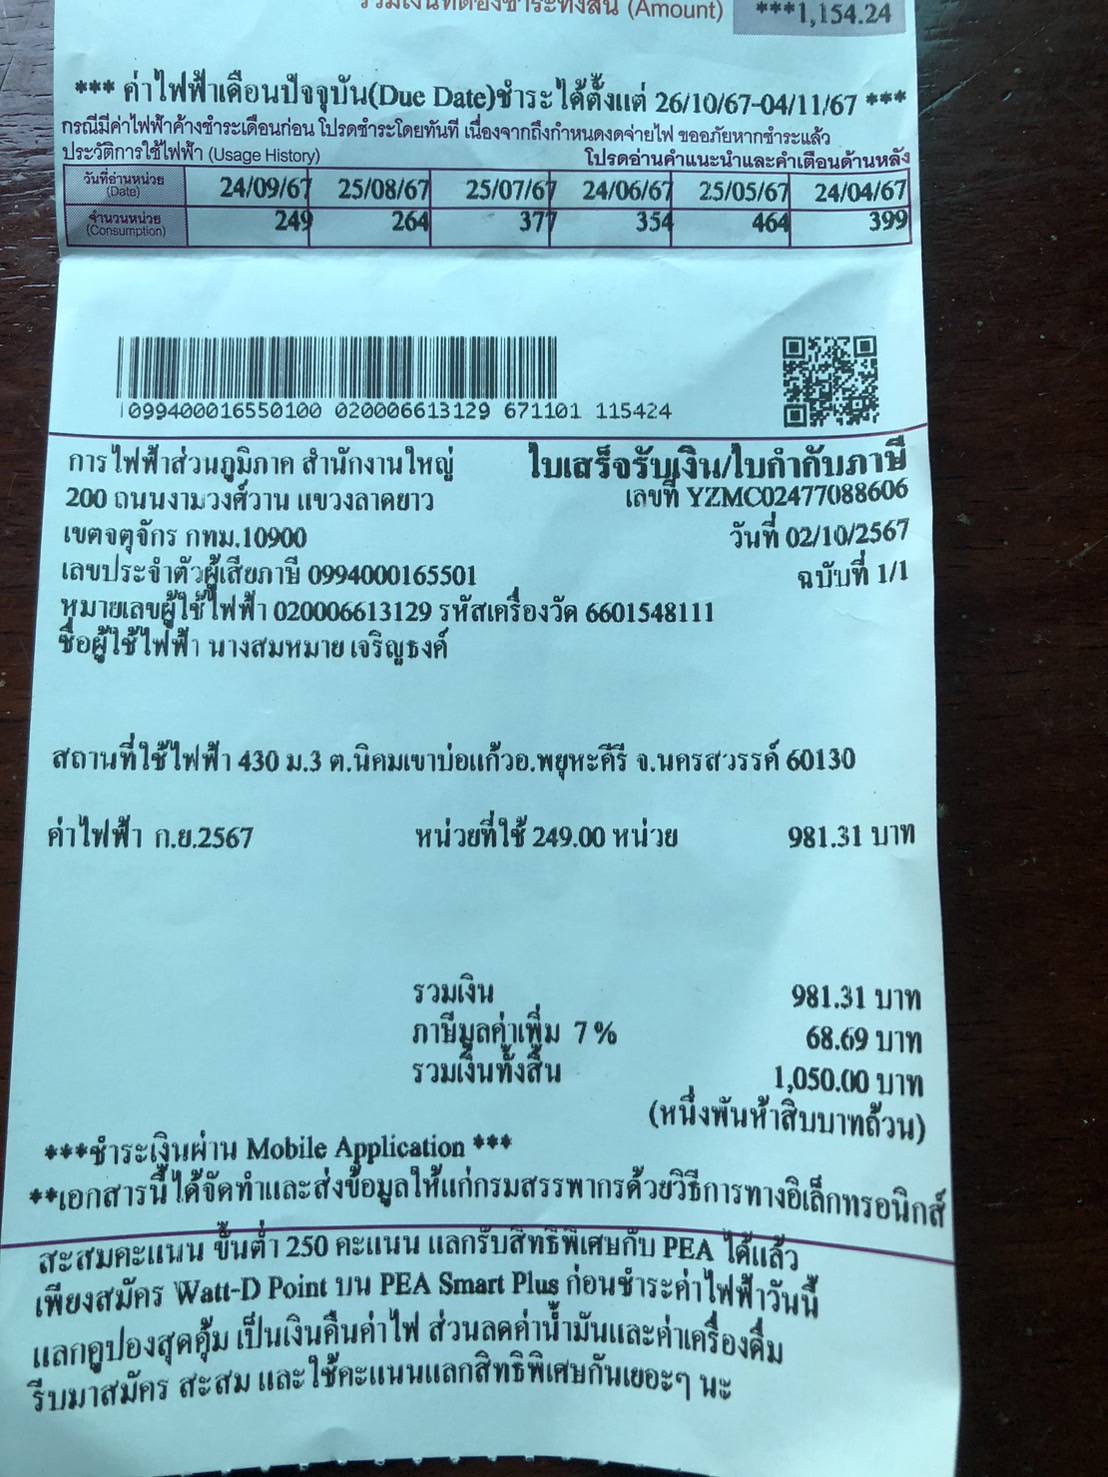 รวมเงินที่ต้องชำระทั้งสิ้น (Amount) ***1,154.24
*** ค่าไฟฟ้าเดือนปัจจุบัน(Due Date)ชำระได้ตั้งแต่ 26/10/67-04/11/67 ***
กรณีมีค่าไฟฟ้าค้างชำระเดือนก่อน โปรดชำระโดยทันที เนื่องจากถึงกำหนดงดจ่ายไฟ ขออภัยหากชำระแล้ว
ประวัติการใช้ไฟฟ้า (Usage History) โปรดอ่านคำแนะนำและคำเตือนด้านหลัง
วันที่อ่านหน่วย (Date) 24/09/67 25/08/67 25/07/67 24/06/67 25/05/67 24/04/67
จำนวนหน่วย (Consumption) 249 264 377 354 464 399
|099400016550100 020006613129 671101 115424
การไฟฟ้าส่วนภูมิภาค สำนักงานใหญ่ ใบเสร็จรับเงิน/ใบกำกับภาษี
200 ถนนงามวงศ์วาน แขวงลาดยาว เลขที่ YZMC02477088606
เขตจตุจักร กทม.10900 วันที่ 02/10/2567
เลขประจำตัวผู้เสียภาษี 0994000165501 ฉบับที่ 1/1
หมายเลขผู้ใช้ไฟฟ้า 020006613129 รหัสเครื่องวัด 6601548111
ชื่อผู้ใช้ไฟฟ้า นางสมหมาย เจริญธงค์
สถานที่ใช้ไฟฟ้า 430 ม.3 ต.นิคมเขาบ่อแก้วอ.พยุหะคีรี จ.นครสวรรค์ 60130
ค่าไฟฟ้า ก.ย.2567 หน่วยที่ใช้ 249.00 หน่วย 981.31 บาท
รวมเงิน 981.31 บาท
ภาษีมูลค่าเพิ่ม 7% 68.69 บาท
รวมเงินทั้งสิ้น 1,050.00 บาท
(หนึ่งพันห้าสิบบาทถ้วน)
***ชำระเงินผ่าน Mobile Application ***
**เอกสารนี้ได้จัดทำและส่งข้อมูลให้แก่กรมสรรพากรด้วยวิธีการทางอิเล็กทรอนิกส์
สะสมคะแนน ขั้นต่ำ 250 คะแนน แลกรับสิทธิพิเศษกับ PEA ได้แล้ว
เพียงสมัคร Watt-D Point บน PEA Smart Plus ก่อนชำระค่าไฟฟ้าวันนี้
แลกคูปองสุดคุ้ม เป็นเงินคืนค่าไฟ ส่วนลดค่าน้ำมันและค่าเครื่องดื่ม
รีบมาสมัคร สะสม และใช้คะแนนแลกสิทธิพิเศษกันเยอะๆ นะ